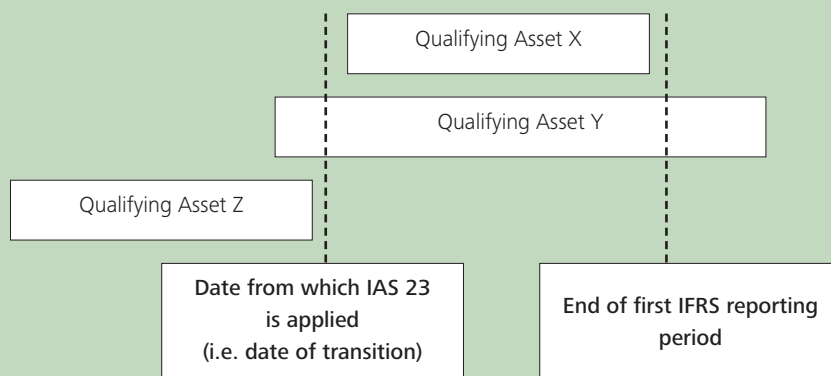 Qualifying Asset X
Qualifying Asset Y
Qualifying Asset Z
Date from which IAS 23
is applied
(i.e. date of transition)
End of first IFRS reporting
period